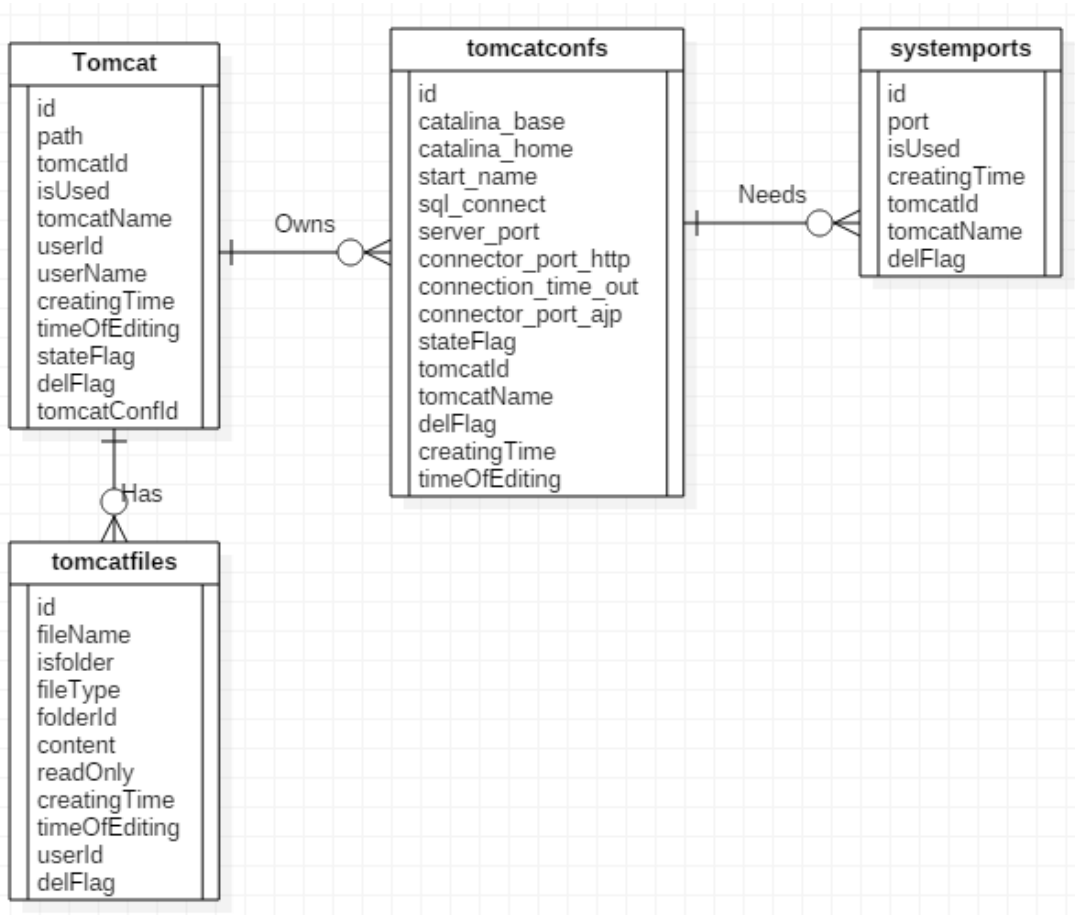 Tomcat
id
path
tomcatId
isUsed
tomcatName
userId
userName
creatingTime
timeOfEditing
stateFlag
delFlag
tomcatConfId
Owns
tomcatconfs
id
catalina_base
catalina_home
start_name
sql_connect
server_port
connector_port_http
connection_time_out
connector_port_ajp
stateFlag
tomcatId
tomcatName
delFlag
creatingTime
timeOfEditing
Needs
systemports
id
port
isUsed
creatingTime
tomcatId
tomcatName
delFlag
Has
tomcatfiles
id
fileName
isfolder
fileType
folderId
content
readOnly
creatingTime
timeOfEditing
userId
delFlag